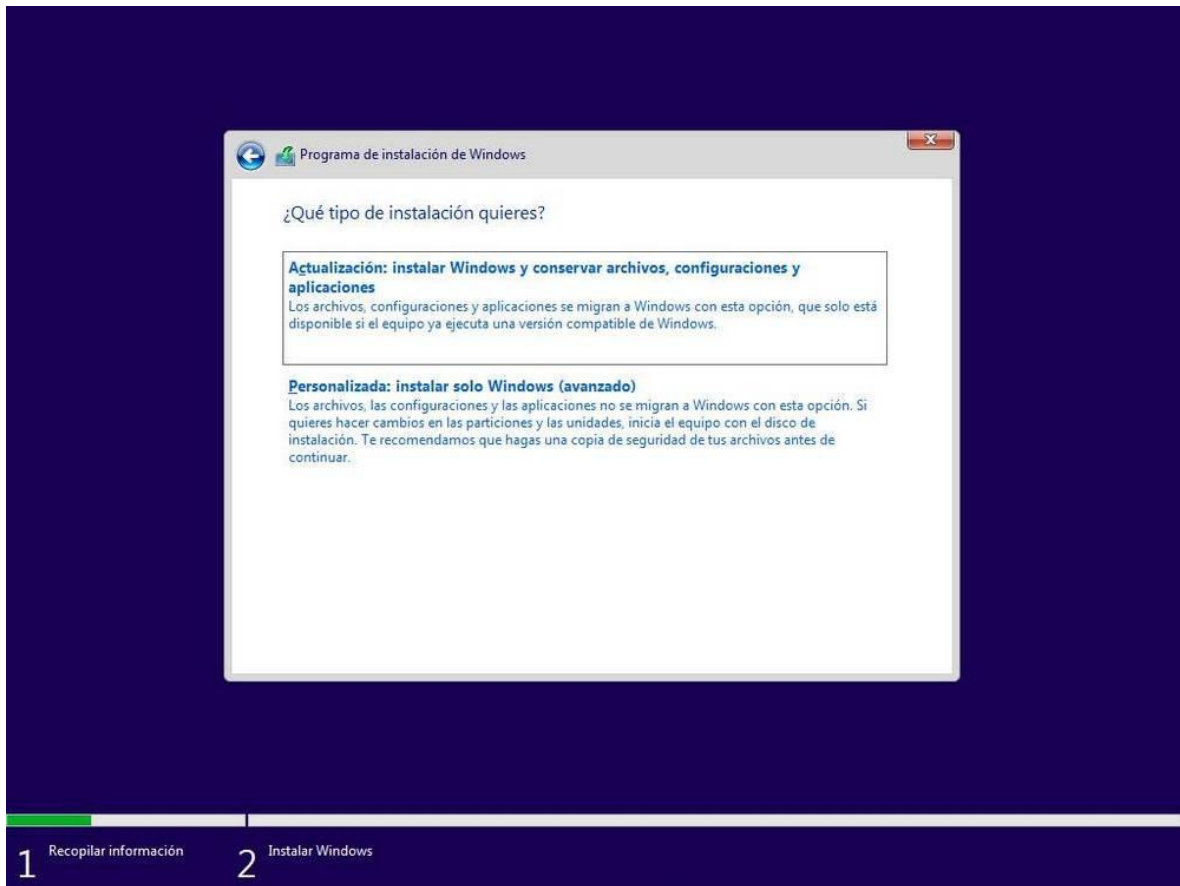 Programa de instalación de Windows
¿Qué tipo de instalación quieres?
Actualización: instalar Windows y conservar archivos, configuraciones y
aplicaciones
Los archivos, configuraciones y aplicaciones se migran a Windows con esta opción, que solo está
disponible si el equipo ya ejecuta una versión compatible de Windows.
Personalizada: instalar solo Windows (avanzado)
Los archivos, las configuraciones y las aplicaciones no se migran a Windows con esta opción. Si
quieres hacer cambios en las particiones y las unidades, inicia el equipo con el disco de
instalación. Te recomendamos que hagas una copia de seguridad de tus archivos antes de
continuar.
1 Recopilar información
2 Instalar Windows